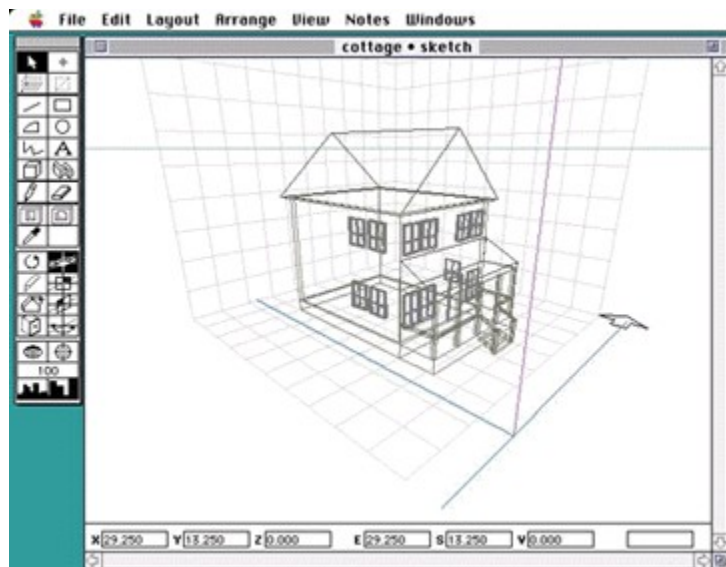 File Edit Layout Arrange View Notes Windows
cottage • sketch
A
100
X 29.250 Y 13.250 Z 0.000 E 29.250 S 13.250 V 0.000